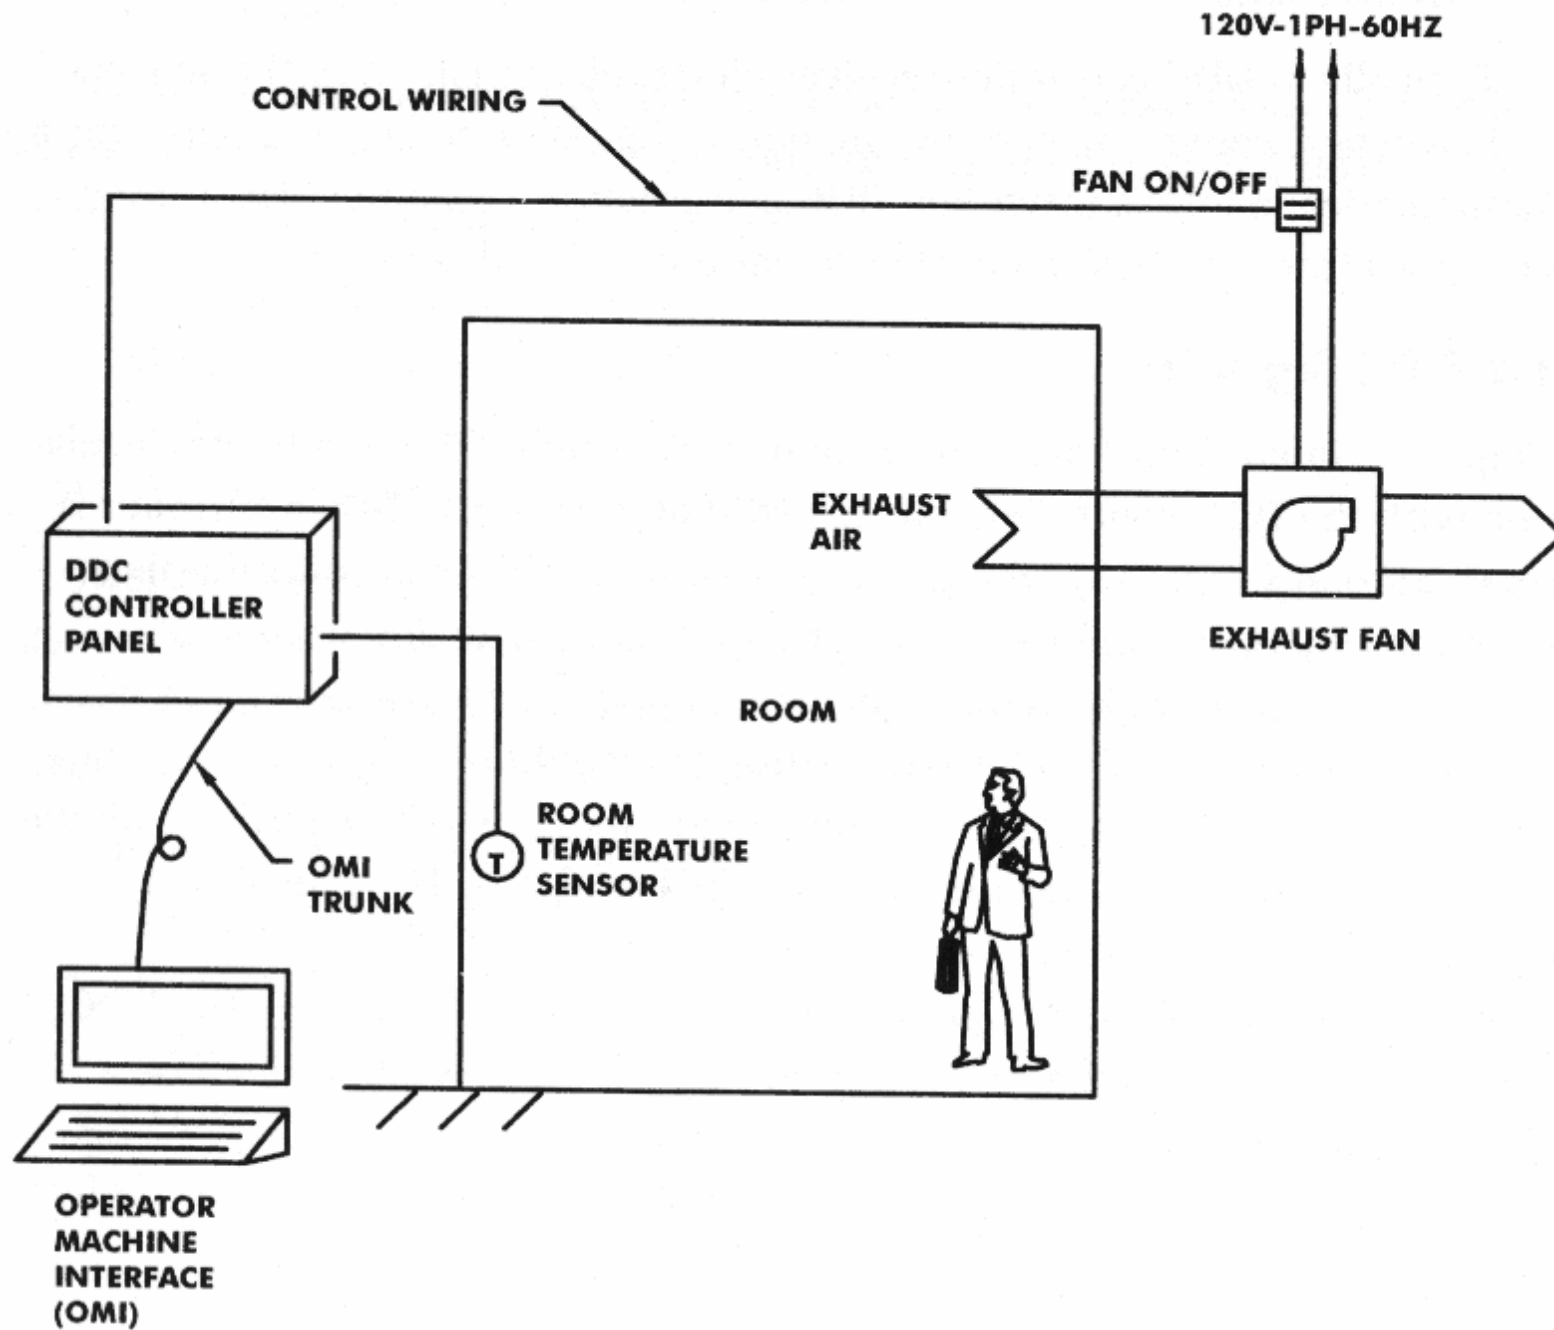 120V-1PH-60HZ
CONTROL WIRING
FAN ON/OFF
EXHAUST
AIR
DDC
CONTROLLER
PANEL
EXHAUST FAN
ROOM
ROOM
TEMPERATURE
SENSOR
T
OMI
TRUNK
OPERATOR
MACHINE
INTERFACE
(OMI)